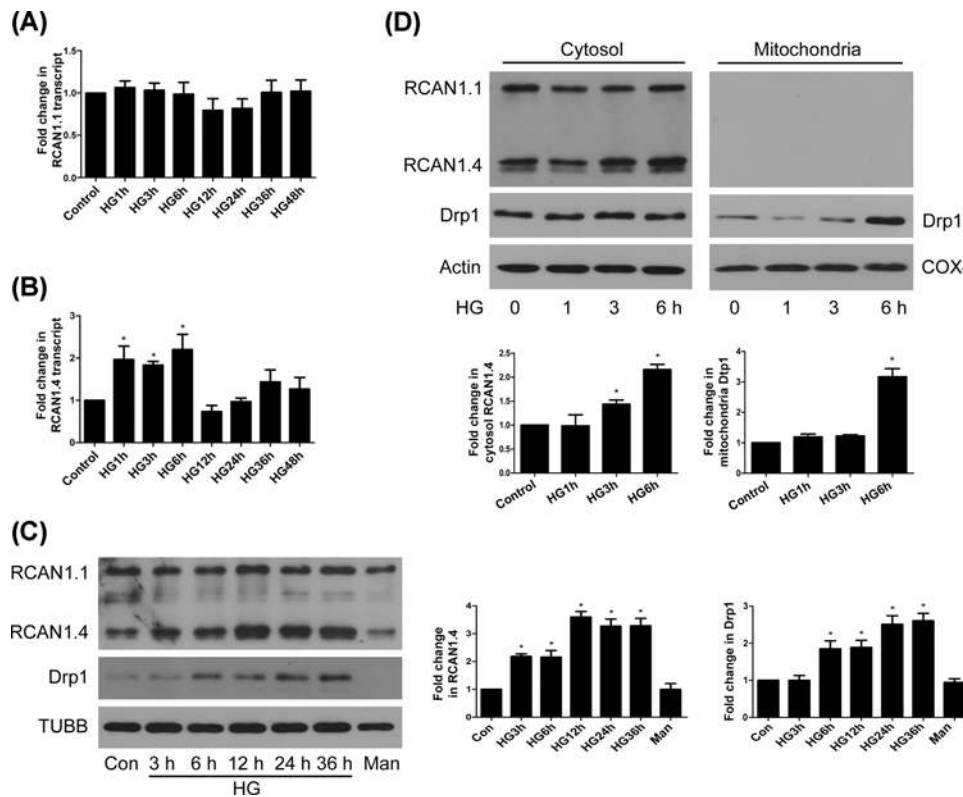 (A)
Fold change in
RCAN1.1 transcript
1.5
1.0
0.5
0.0
Control
HG1h
HG3h
HG6h
HG12h
HG24h
HG36h
HG48h
(B)
Fold change in
RCAN1.4 transcript
3
2
1
0
*
*
*
Control
HG1h
HG3h
HG6h
HG12h
HG24h
HG36h
HG48h
(C)
RCAN1.1
RCAN1.4
Drp1
TUBB
Con 3 h 6 h 12 h 24 h 36 h Man
HG
Fold change
in RCAN1.4
4
3
2
1
0
* * * * *
Con
HG3h
HG6h
HG12h
HG24h
HG36h
Man
Fold change in Drp1
3
2
1
0
* * * *
Con
HG3h
HG6h
HG12h
HG24h
HG36h
Man
(D)
Cytosol Mitochondria
RCAN1.1
RCAN1.4
Drp1 Drp1
Actin COX
HG 0 1 3 6 h 0 1 3 6 h
Fold change in
cytosol RCAN1.4
2.5
2.0
1.5
1.0
0.5
0.0
* *
Control
HG1h
HG3h
HG6h
Fold change in
mitochondria Dtp1
4
3
2
1
0
*
Control
HG1h
HG3h
HG6h